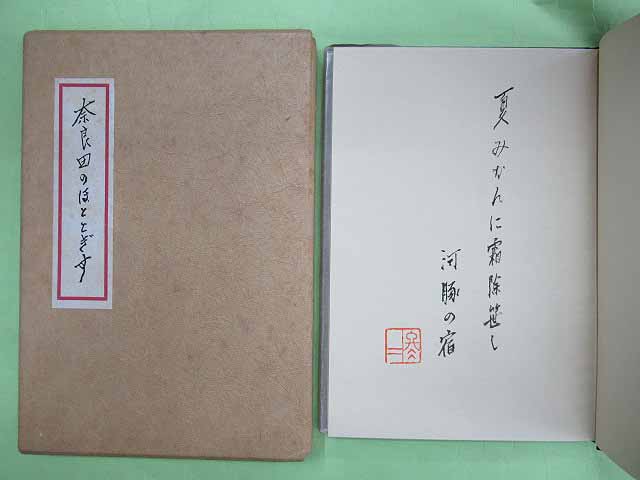 奈良田のほととぎす
夏みかんに霜除笹し
河豚の宿